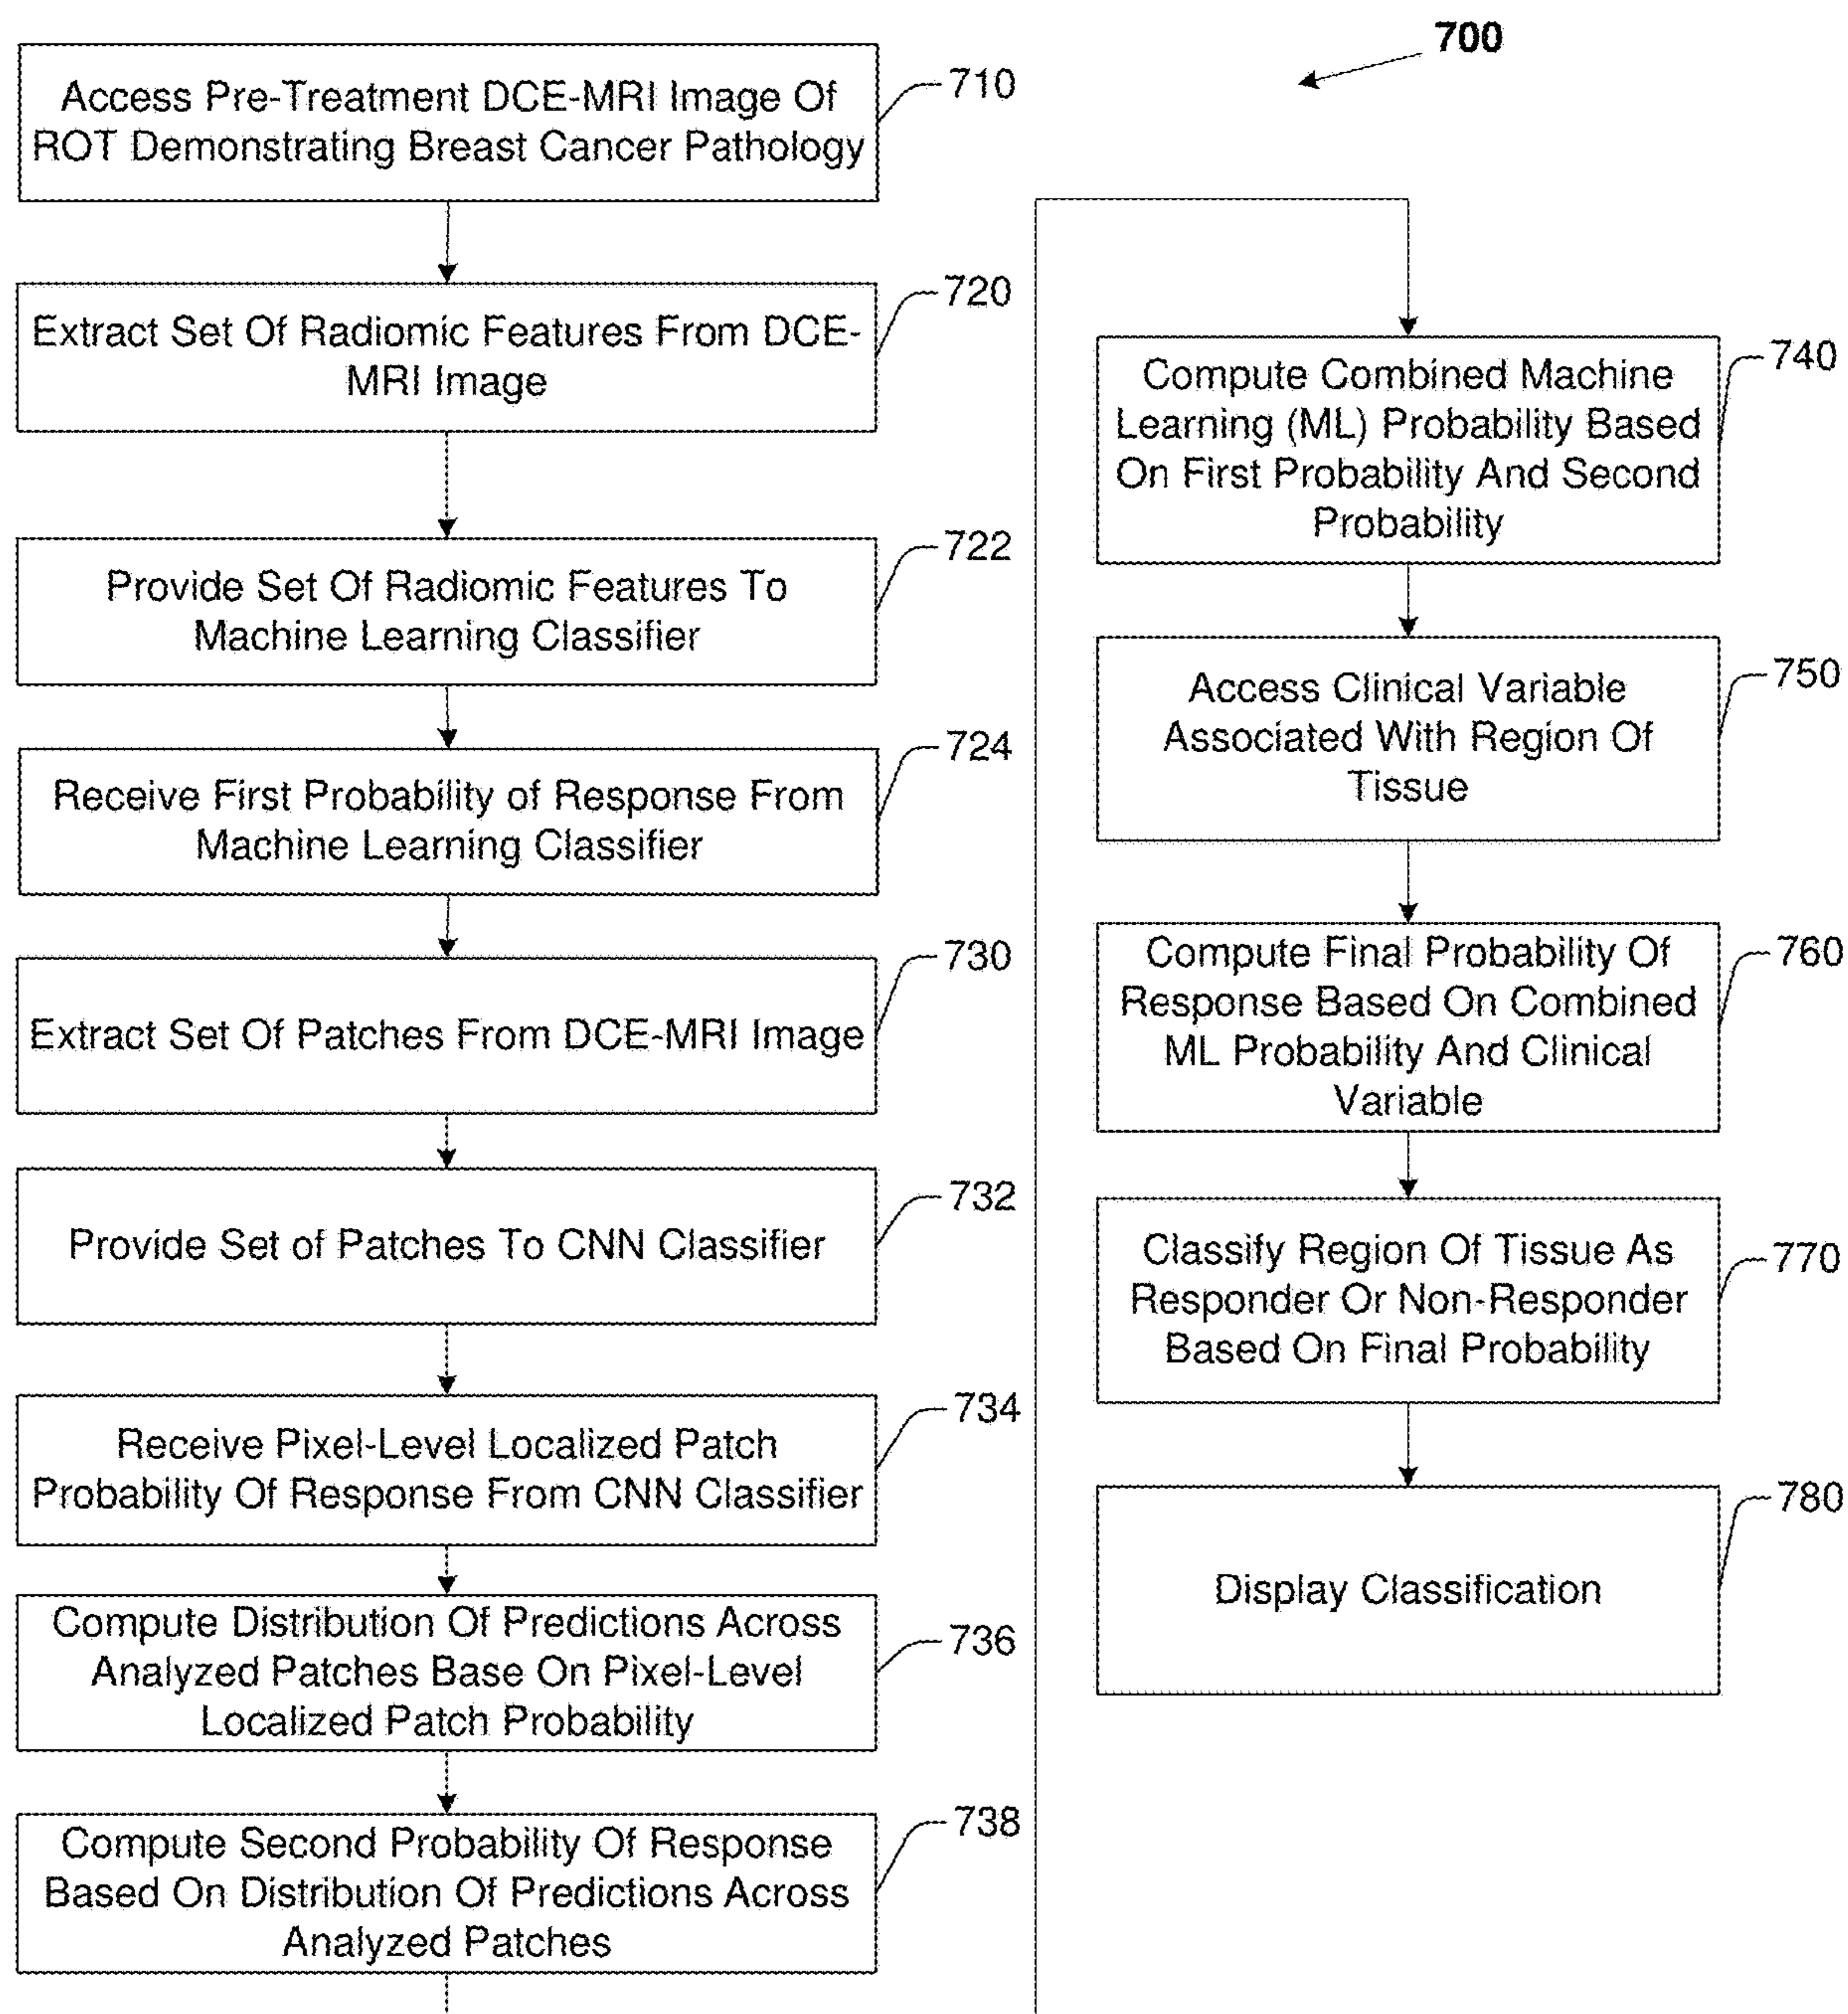 700
Access Pre-Treatment DCE-MRI Image Of
ROT Demonstrating Breast Cancer Pathology
710
Extract Set Of Radiomic Features From DCE-
MRI Image
720
Provide Set Of Radiomic Features To
Machine Learning Classifier
722
Receive First Probability of Response From
Machine Learning Classifier
724
Extract Set Of Patches From DCE-MRI Image
730
Provide Set of Patches To CNN Classifier
732
Receive Pixel-Level Localized Patch
Probability Of Response From CNN Classifier
734
Compute Distribution Of Predictions Across
Analyzed Patches Base On Pixel-Level
Localized Patch Probability
736
Compute Second Probability Of Response
Based On Distribution Of Predictions Across
Analyzed Patches
738
Compute Combined Machine
Learning (ML) Probability Based
On First Probability And Second
Probability
740
Access Clinical Variable
Associated With Region Of
Tissue
750
Compute Final Probability Of
Response Based On Combined
ML Probability And Clinical
Variable
760
Classify Region Of Tissue As
Responder Or Non-Responder
Based On Final Probability
770
Display Classification
780